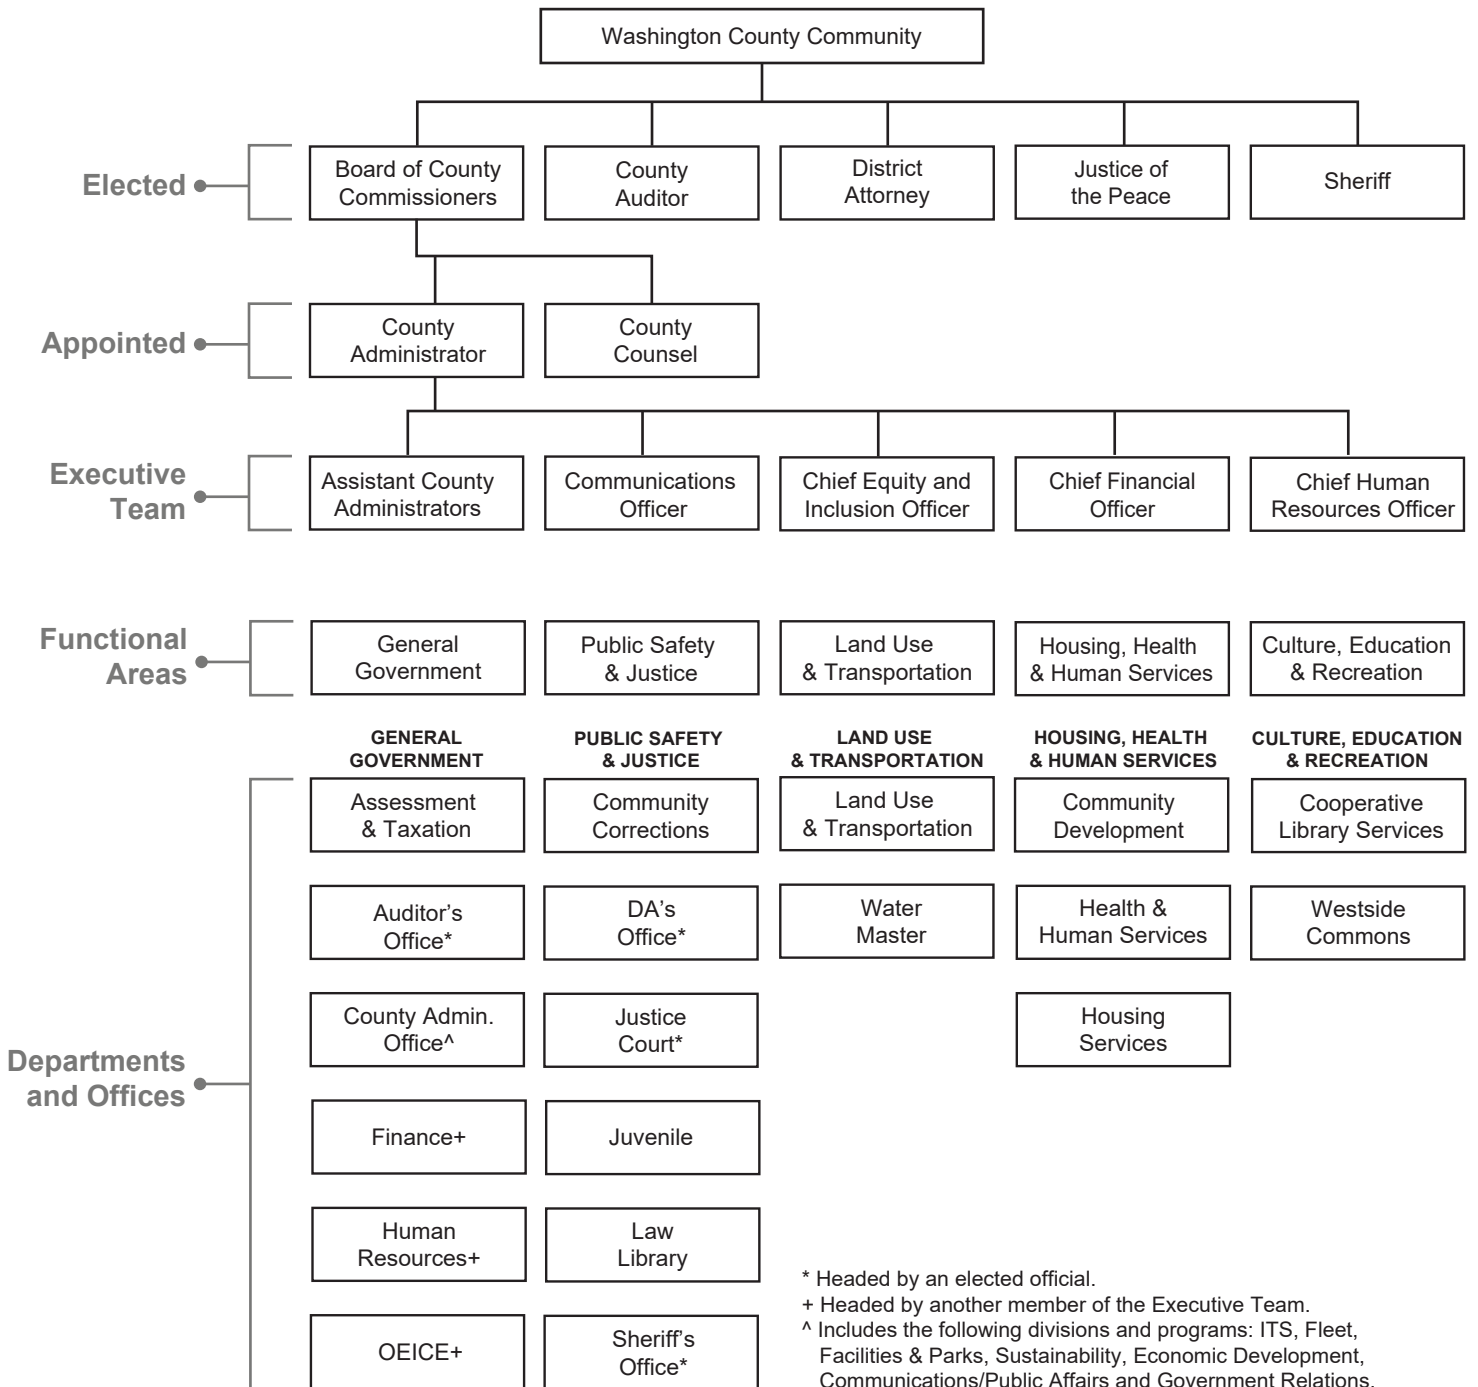 Washington County Community
Elected
Board of County
Commissioners
County
Auditor
District
Attorney
Justice of
the Peace
Sheriff
Appointed
County
Administrator
County
Counsel
Executive
Team
Assistant County
Administrators
Communications
Officer
Chief Equity and
Inclusion Officer
Chief Financial
Officer
Chief Human
Resources Officer
Functional
Areas
General
Government
Public Safety
& Justice
Land Use
& Transportation
Housing, Health
& Human Services
Culture, Education
& Recreation
Departments
and Offices
GENERAL
GOVERNMENT
Assessment
& Taxation
Auditor's
Office*
County Admin.
Office^
Finance+
Human
Resources+
OEICE+
PUBLIC SAFETY
& JUSTICE
Community
Corrections
DA's
Office*
Justice
Court*
Juvenile
Law
Library
Sheriff's
Office*
LAND USE
& TRANSPORTATION
Land Use
& Transportation
Water
Master
HOUSING, HEALTH
& HUMAN SERVICES
Community
Development
Health &
Human Services
Housing
Services
CULTURE, EDUCATION
& RECREATION
Cooperative
Library Services
Westside
Commons
* Headed by an elected official.
+ Headed by another member of the Executive Team.
^ Includes the following divisions and programs: ITS, Fleet,
Facilities & Parks, Sustainability, Economic Development,
Communications/Public Affairs and Government Relations.